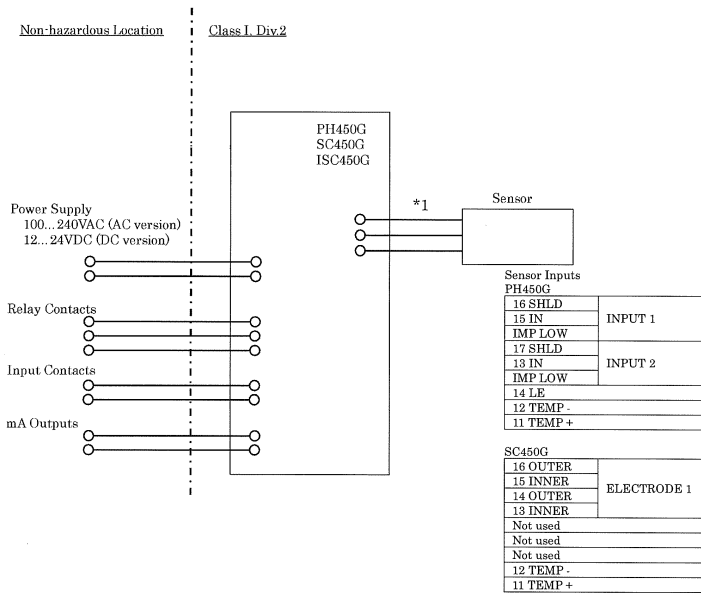 Non-hazardous Location
Class I, Div.2
PH450G
SC450G
ISC450G
*1
Sensor
Power Supply
100...240VAC (AC version)
12...24VDC (DC version)
Relay Contacts
Input Contacts
mA Outputs
Sensor Inputs
PH450G
16 SHLD
15 IN
IMP LOW
INPUT 1
17 SHLD
13 IN
IMP LOW
INPUT 2
14 LE
12 TEMP -
11 TEMP +
SC450G
16 OUTER
15 INNER
14 OUTER
13 INNER
ELECTRODE 1
Not used
Not used
Not used
12 TEMP -
11 TEMP +